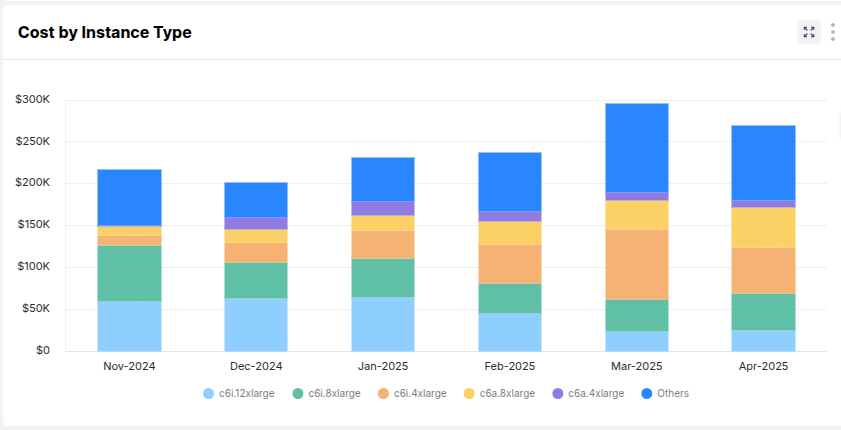 Cost by Instance Type
$300K
$250K
$200K
$150K
$100K
$50K
$0
Nov-2024 Dec-2024 Jan-2025 Feb-2025 Mar-2025 Apr-2025
c6i.12xlarge c6i.8xlarge c6i.4xlarge c6a.8xlarge c6a.4xlarge Others